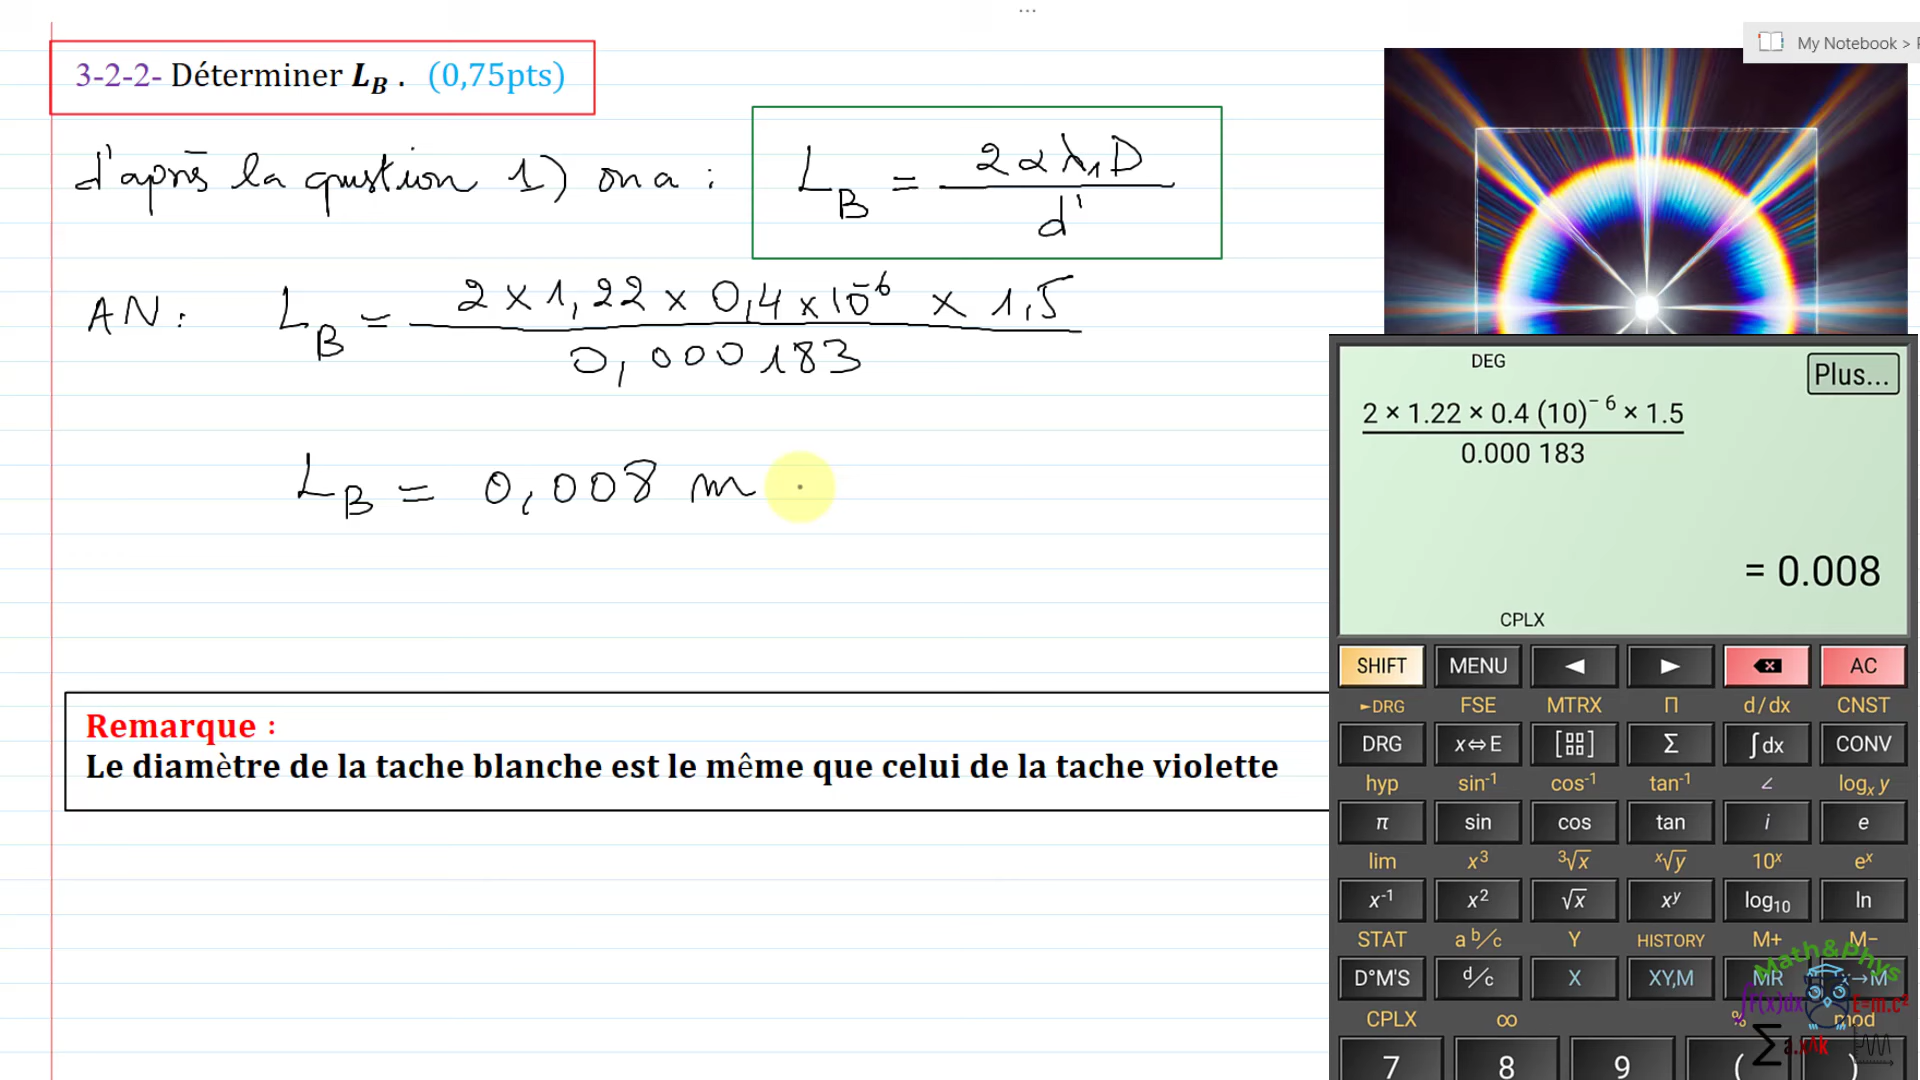 ...
My Notebook >
3-2-2- Déterminer L_B . (0,75pts)
d'après la question 1) on a : L_B = 2αλ₁D / d'
AN : L_B = 2 × 1,22 × 0,4 × 10⁻⁶ × 1,5 / 0,000183
L_B = 0,008 m
Remarque :
Le diamètre de la tache blanche est le même que celui de la tache violette
DEG
Plus...
2 × 1.22 × 0.4 (10)⁻⁶ × 1.5
0.000 183
= 0.008
CPLX
SHIFT MENU ◄ ► AC
►DRG FSE MTRX Π d/dx CNST
DRG x⇔E [ ] Σ ∫dx CONV
hyp sin⁻¹ cos⁻¹ tan⁻¹ ∠ logₓ y
π sin cos tan i e
lim x³ ³√x ˣ√y 10ˣ eˣ
x⁻¹ x² √x xʸ log₁₀ ln
STAT a b/c Y HISTORY M+ M−
D°M'S d/c X XY,M MR →M
CPLX ∞ % mod
7 8 9 ( )
Math&Phys
∫f(x)dx E=m.c²
Σ a.x^k